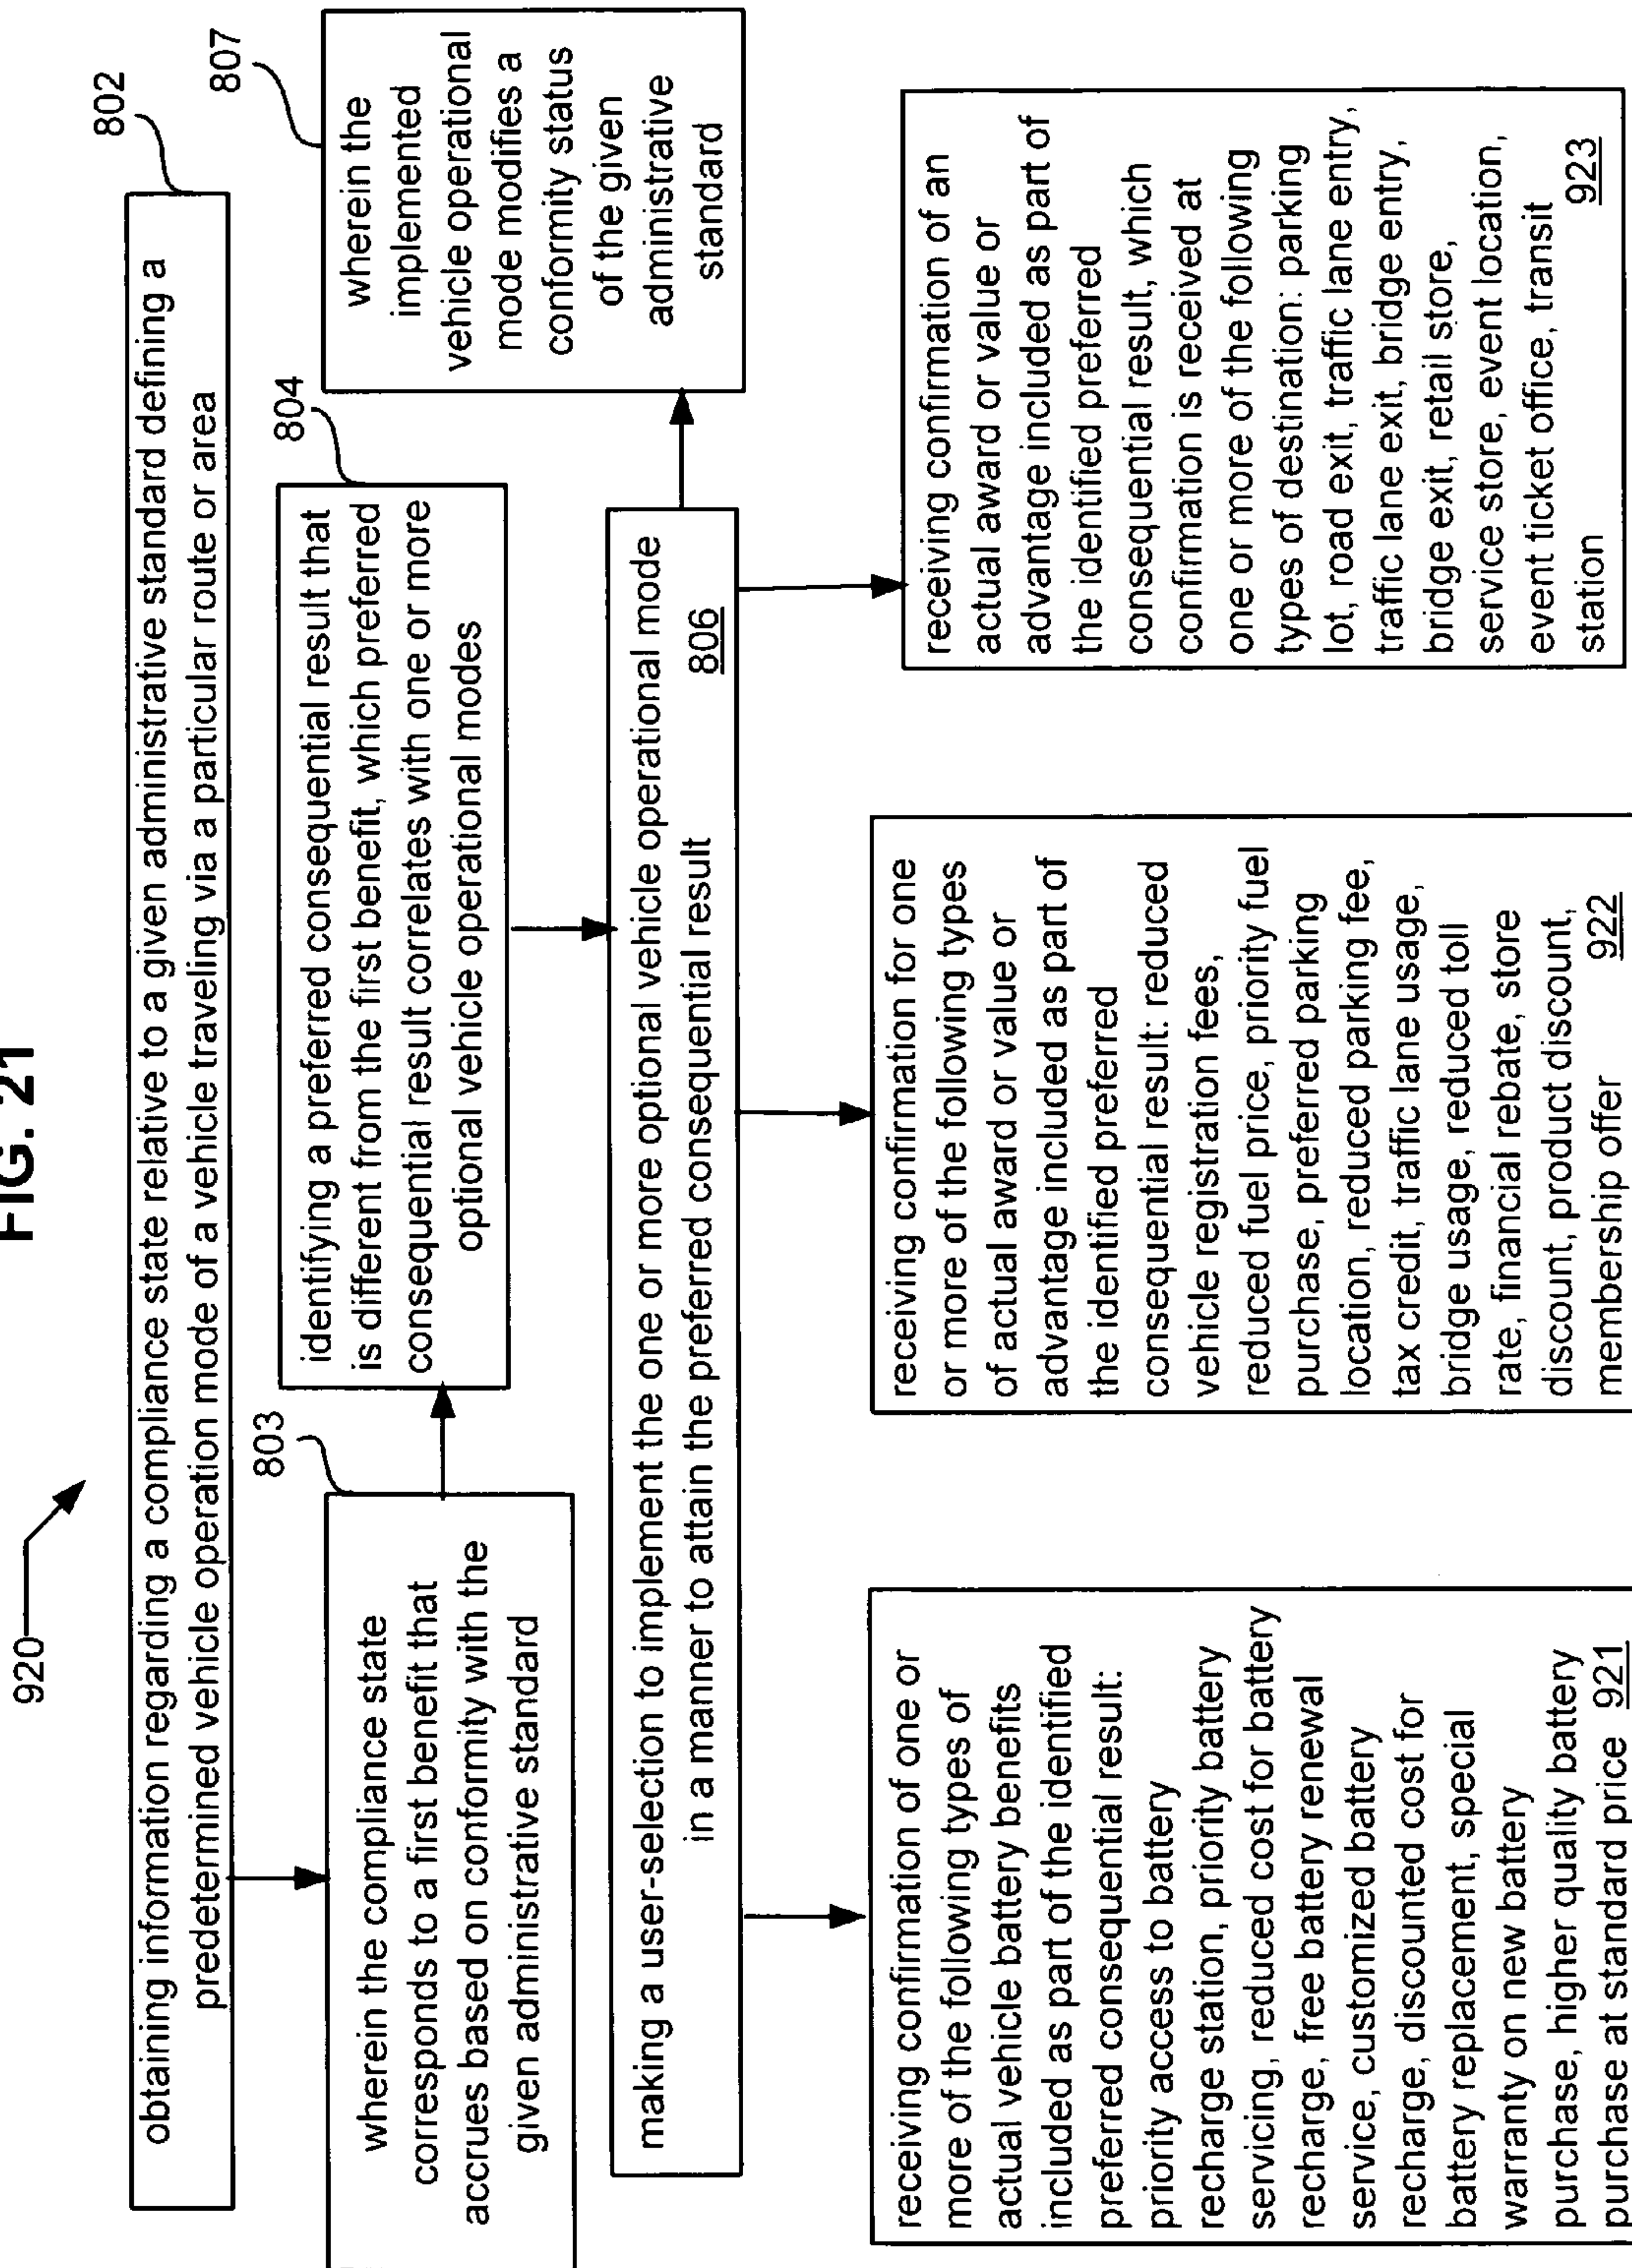 FIG. 21
920
802
obtaining information regarding a compliance state relative to a given administrative standard defining a
predetermined vehicle operation mode of a vehicle traveling via a particular route or area
803
wherein the compliance state
corresponds to a first benefit that
accrues based on conformity with the
given administrative standard
804
identifying a preferred consequential result that
is different from the first benefit, which preferred
consequential result correlates with one or more
optional vehicle operational modes
807
wherein the
implemented
vehicle operational
mode modifies a
conformity status
of the given
administrative
standard
making a user-selection to implement the one or more optional vehicle operational mode
in a manner to attain the preferred consequential result 806
receiving confirmation of one or
more of the following types of
actual vehicle battery benefits
included as part of the identified
preferred consequential result:
priority access to battery
recharge station, priority battery
servicing, reduced cost for battery
recharge, free battery renewal
service, customized battery
recharge, discounted cost for
battery replacement, special
warranty on new battery
purchase, higher quality battery
purchase at standard price 921
receiving confirmation for one
or more of the following types
of actual award or value or
advantage included as part of
the identified preferred
consequential result: reduced
vehicle registration fees,
reduced fuel price, priority fuel
purchase, preferred parking
location, reduced parking fee,
tax credit, traffic lane usage,
bridge usage, reduced toll
rate, financial rebate, store
discount, product discount,
membership offer 922
receiving confirmation of an
actual award or value or
advantage included as part of
the identified preferred
consequential result, which
confirmation is received at
one or more of the following
types of destination: parking
lot, road exit, traffic lane entry,
traffic lane exit, bridge entry,
bridge exit, retail store,
service store, event location,
event ticket office, transit
station 923